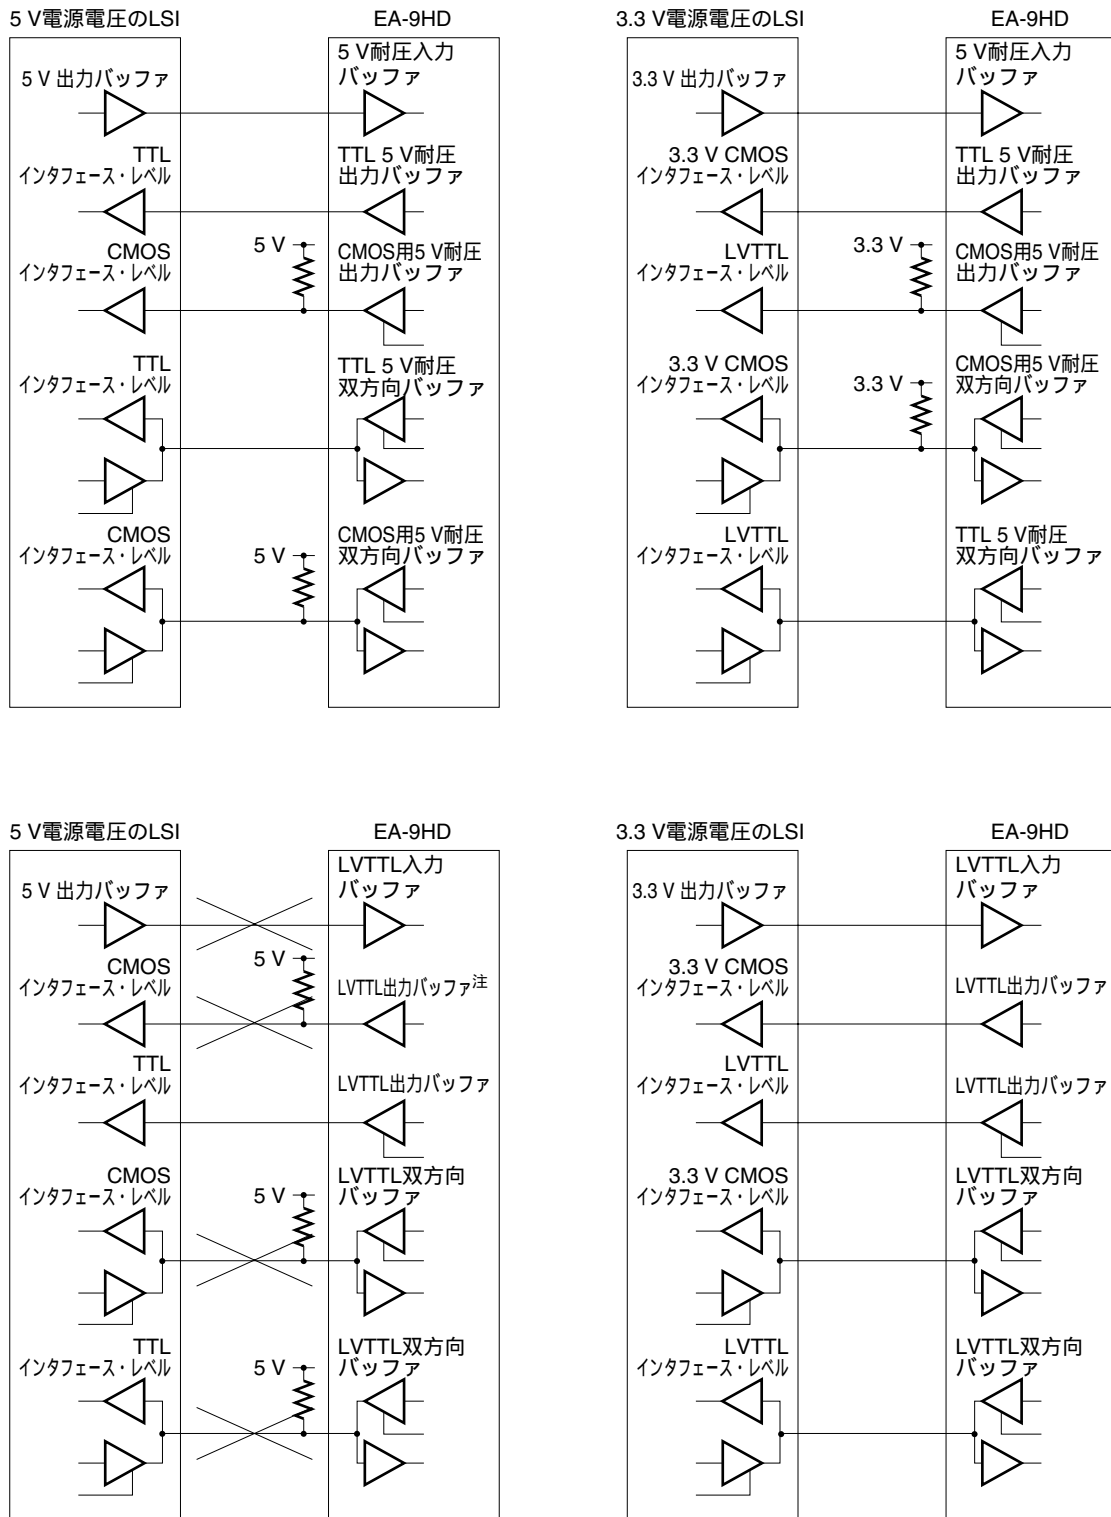 5 V電源電圧のLSI
EA-9HD
5 V出力バッファ
5 V耐圧入力
バッファ
TTL
インタフェース・レベル
TTL 5 V耐圧
出力バッファ
CMOS
インタフェース・レベル
5 V
CMOS用5 V耐圧
出力バッファ
TTL
インタフェース・レベル
TTL 5 V耐圧
双方向バッファ
CMOS
インタフェース・レベル
5 V
CMOS用5 V耐圧
双方向バッファ
3.3 V電源電圧のLSI
EA-9HD
3.3 V出力バッファ
5 V耐圧入力
バッファ
3.3 V CMOS
インタフェース・レベル
TTL 5 V耐圧
出力バッファ
LVTTL
インタフェース・レベル
3.3 V
CMOS用5 V耐圧
出力バッファ
3.3 V CMOS
インタフェース・レベル
3.3 V
CMOS用5 V耐圧
双方向バッファ
LVTTL
インタフェース・レベル
TTL 5 V耐圧
双方向バッファ
5 V電源電圧のLSI
EA-9HD
5 V出力バッファ
LVTTL入力
バッファ
CMOS
インタフェース・レベル
5 V
LVTTL出力バッファ注
TTL
インタフェース・レベル
LVTTL出力バッファ
CMOS
インタフェース・レベル
5 V
LVTTL双方向
バッファ
TTL
インタフェース・レベル
5 V
LVTTL双方向
バッファ
3.3 V電源電圧のLSI
EA-9HD
3.3 V出力バッファ
LVTTL入力
バッファ
3.3 V CMOS
インタフェース・レベル
LVTTL出力バッファ
LVTTL
インタフェース・レベル
LVTTL出力バッファ
3.3 V CMOS
インタフェース・レベル
LVTTL双方向
バッファ
LVTTL
インタフェース・レベル
LVTTL双方向
バッファ